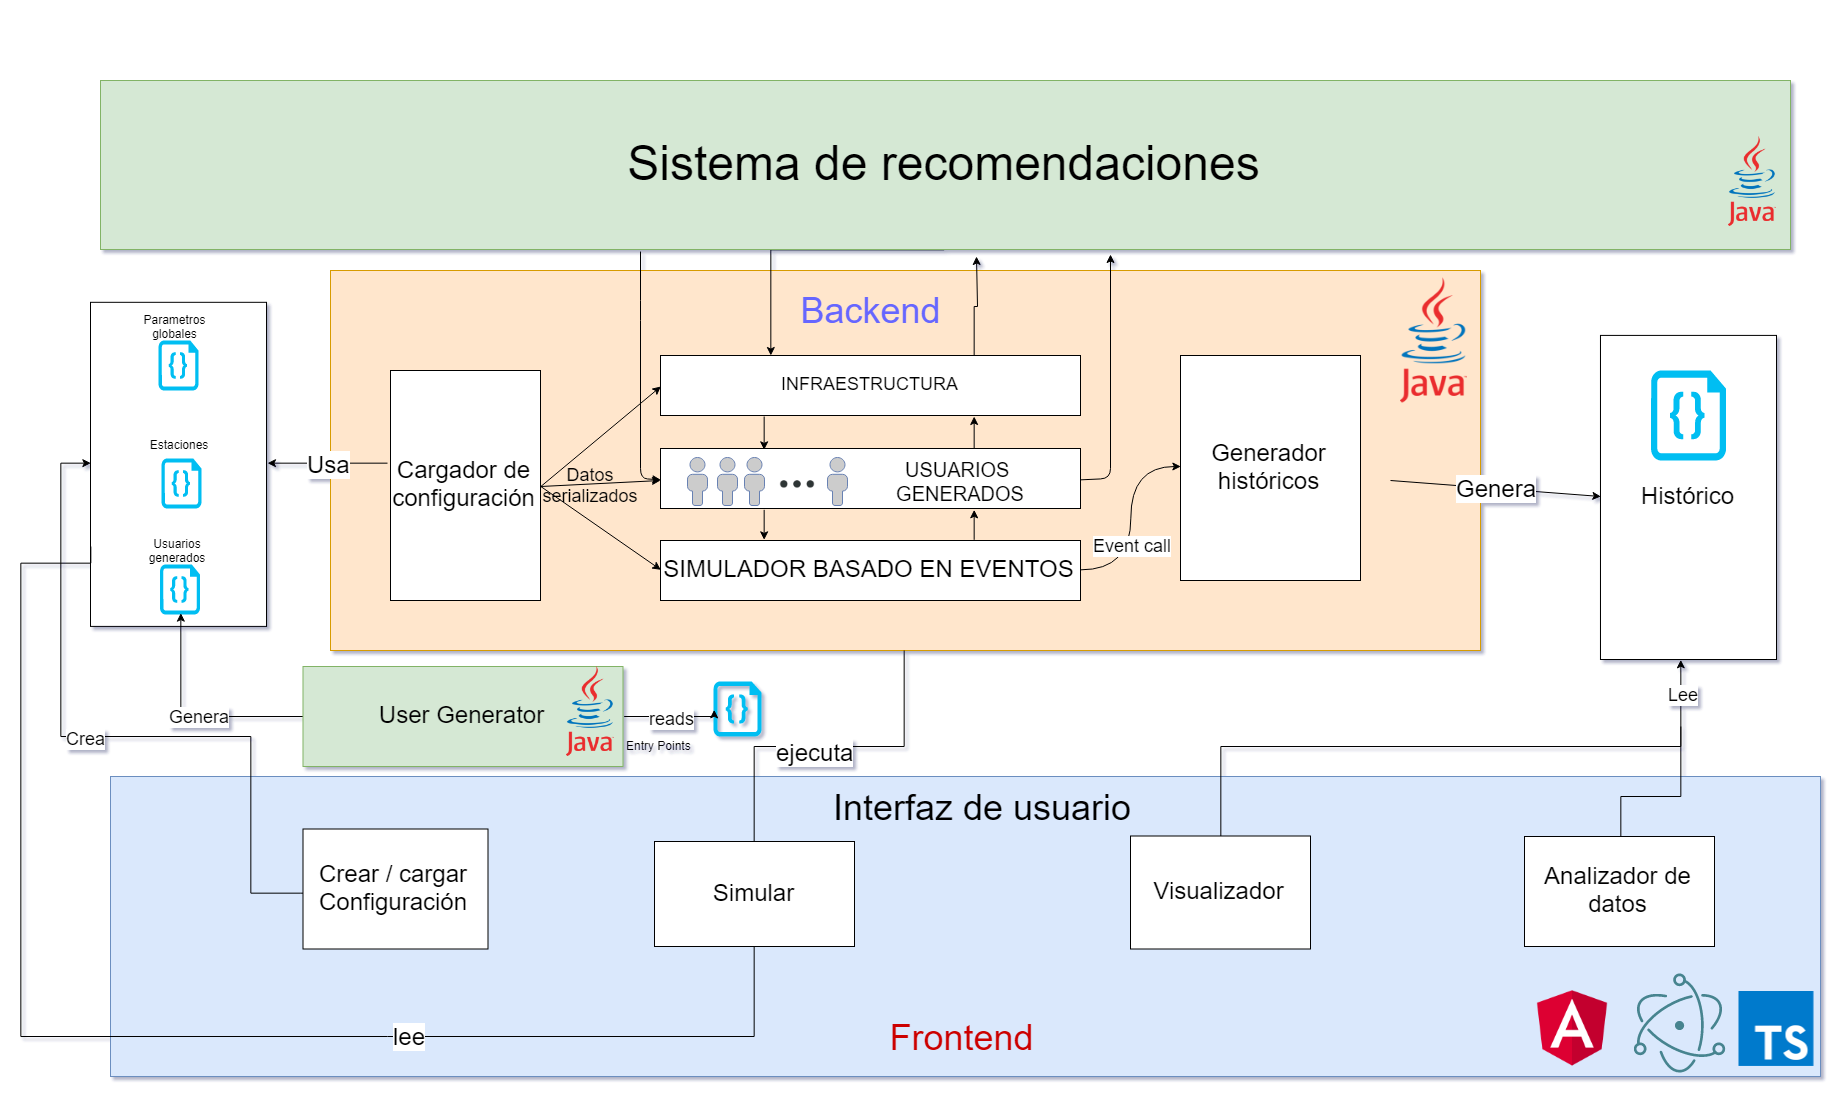 Sistema de recomendaciones
Java
Backend
Java
Parametros
globales
{}
Estaciones
{}
Usuarios
generados
{}
Usa
Cargador de
configuración
Datos
serializados
INFRAESTRUCTURA
USUARIOS
GENERADOS
SIMULADOR BASADO EN EVENTOS
Event call
Generador
históricos
Genera
{}
Histórico
Lee
Genera
Crea
User Generator
Java
reads
Entry Points
{}
ejecuta
Interfaz de usuario
Crear / cargar
Configuración
Simular
Visualizador
Analizador de
datos
lee
Frontend
A
TS